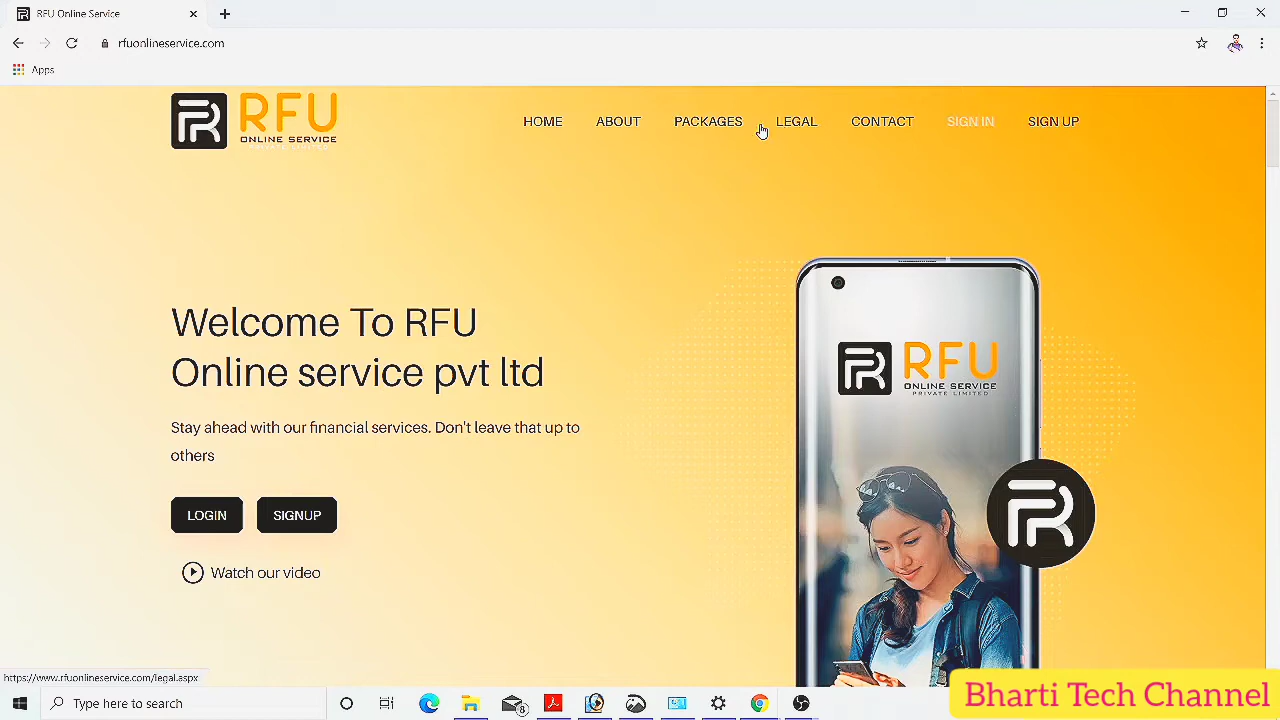 RFU Online Service
rfuonlineservice.com
Apps
RFU
ONLINE SERVICE
HOME ABOUT PACKAGES LEGAL CONTACT SIGN IN SIGN UP
Welcome To RFU
Online service pvt ltd
Stay ahead with our financial services. Don't leave that up to
others
LOGIN SIGNUP
Watch our video
RFU
ONLINE SERVICE
PRIVATE LIMITED
https://www.rfuonlineservice.com/legal.aspx
Type here to search
8
Bharti Tech Channel